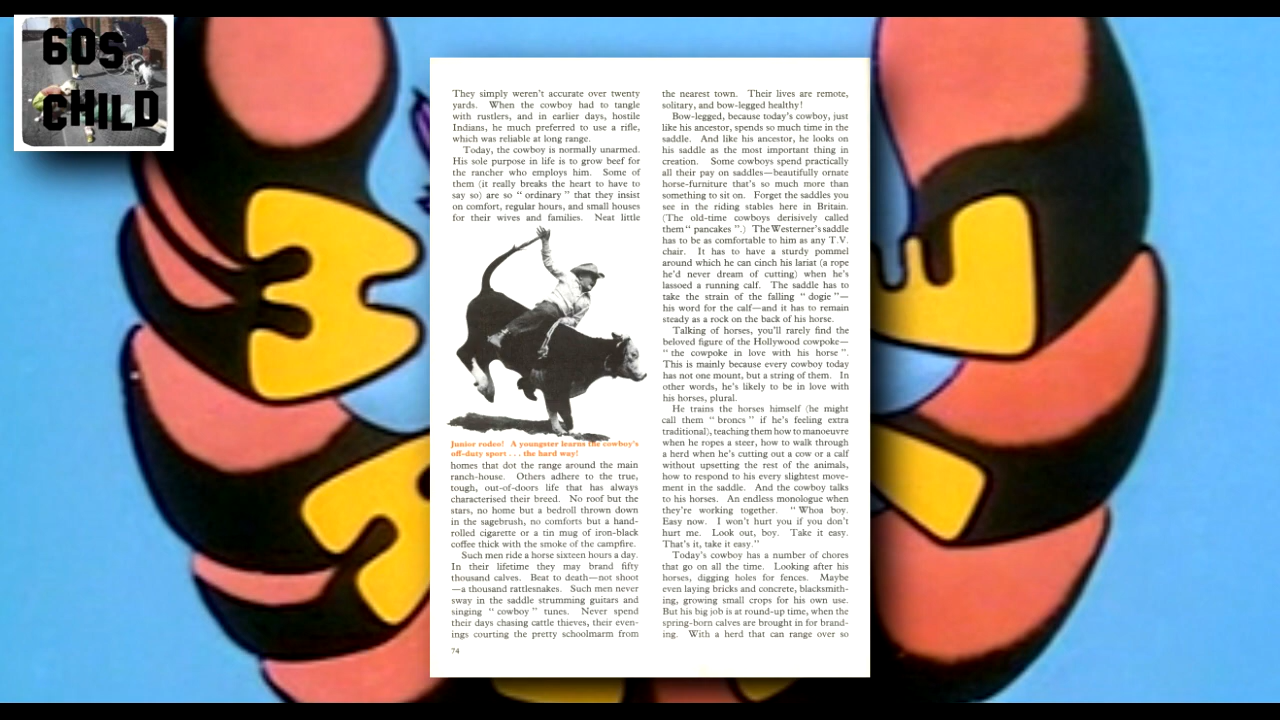 60s
CHILD
They simply weren't accurate over twenty
yards. When the cowboy had to tangle
with rustlers, and in earlier days, hostile
Indians, he much preferred to use a rifle,
which was reliable at long range.
Today, the cowboy is normally unarmed.
His sole purpose in life is to grow beef for
the rancher who employs him. Some of
them (it really breaks the heart to have to
say so) are so " ordinary " that they insist
on comfort, regular hours, and small houses
for their wives and families. Neat little
Junior rodeo! A youngster learns the cowboy's
off-duty sport . . . the hard way!
homes that dot the range around the main
ranch-house. Others adhere to the true,
tough, out-of-doors life that has always
characterised their breed. No roof but the
stars, no home but a bedroll thrown down
in the sagebrush, no comforts but a hand-
rolled cigarette or a tin mug of iron-black
coffee thick with the smoke of the campfire.
Such men ride a horse sixteen hours a day.
In their lifetime they may brand fifty
thousand calves. Beat to death—not shoot
—a thousand rattlesnakes. Such men never
sway in the saddle strumming guitars and
singing " cowboy " tunes. Never spend
their days chasing cattle thieves, their even-
ings courting the pretty schoolmarm from
74
the nearest town. Their lives are remote,
solitary, and bow-legged healthy!
Bow-legged, because today's cowboy, just
like his ancestor, spends so much time in the
saddle. And like his ancestor, he looks on
his saddle as the most important thing in
creation. Some cowboys spend practically
all their pay on saddles—beautifully ornate
horse-furniture that's so much more than
something to sit on. Forget the saddles you
see in the riding stables here in Britain.
(The old-time cowboys derisively called
them " pancakes ".) The Westerner's saddle
has to be as comfortable to him as any T.V.
chair. It has to have a sturdy pommel
around which he can cinch his lariat (a rope
he'd never dream of cutting) when he's
lassoed a running calf. The saddle has to
take the strain of the falling " dogie "—
his word for the calf—and it has to remain
steady as a rock on the back of his horse.
Talking of horses, you'll rarely find the
beloved figure of the Hollywood cowpoke—
" the cowpoke in love with his horse ".
This is mainly because every cowboy today
has not one mount, but a string of them. In
other words, he's likely to be in love with
his horses, plural.
He trains the horses himself (he might
call them " broncs " if he's feeling extra
traditional), teaching them how to manoeuvre
when he ropes a steer, how to walk through
a herd when he's cutting out a cow or a calf
without upsetting the rest of the animals,
how to respond to his every slightest move-
ment in the saddle. And the cowboy talks
to his horses. An endless monologue when
they're working together. " Whoa boy.
Easy now. I won't hurt you if you don't
hurt me. Look out, boy. Take it easy.
That's it, take it easy."
Today's cowboy has a number of chores
that go on all the time. Looking after his
horses, digging holes for fences. Maybe
even laying bricks and concrete, blacksmith-
ing, growing small crops for his own use.
But his big job is at round-up time, when the
spring-born calves are brought in for brand-
ing. With a herd that can range over so